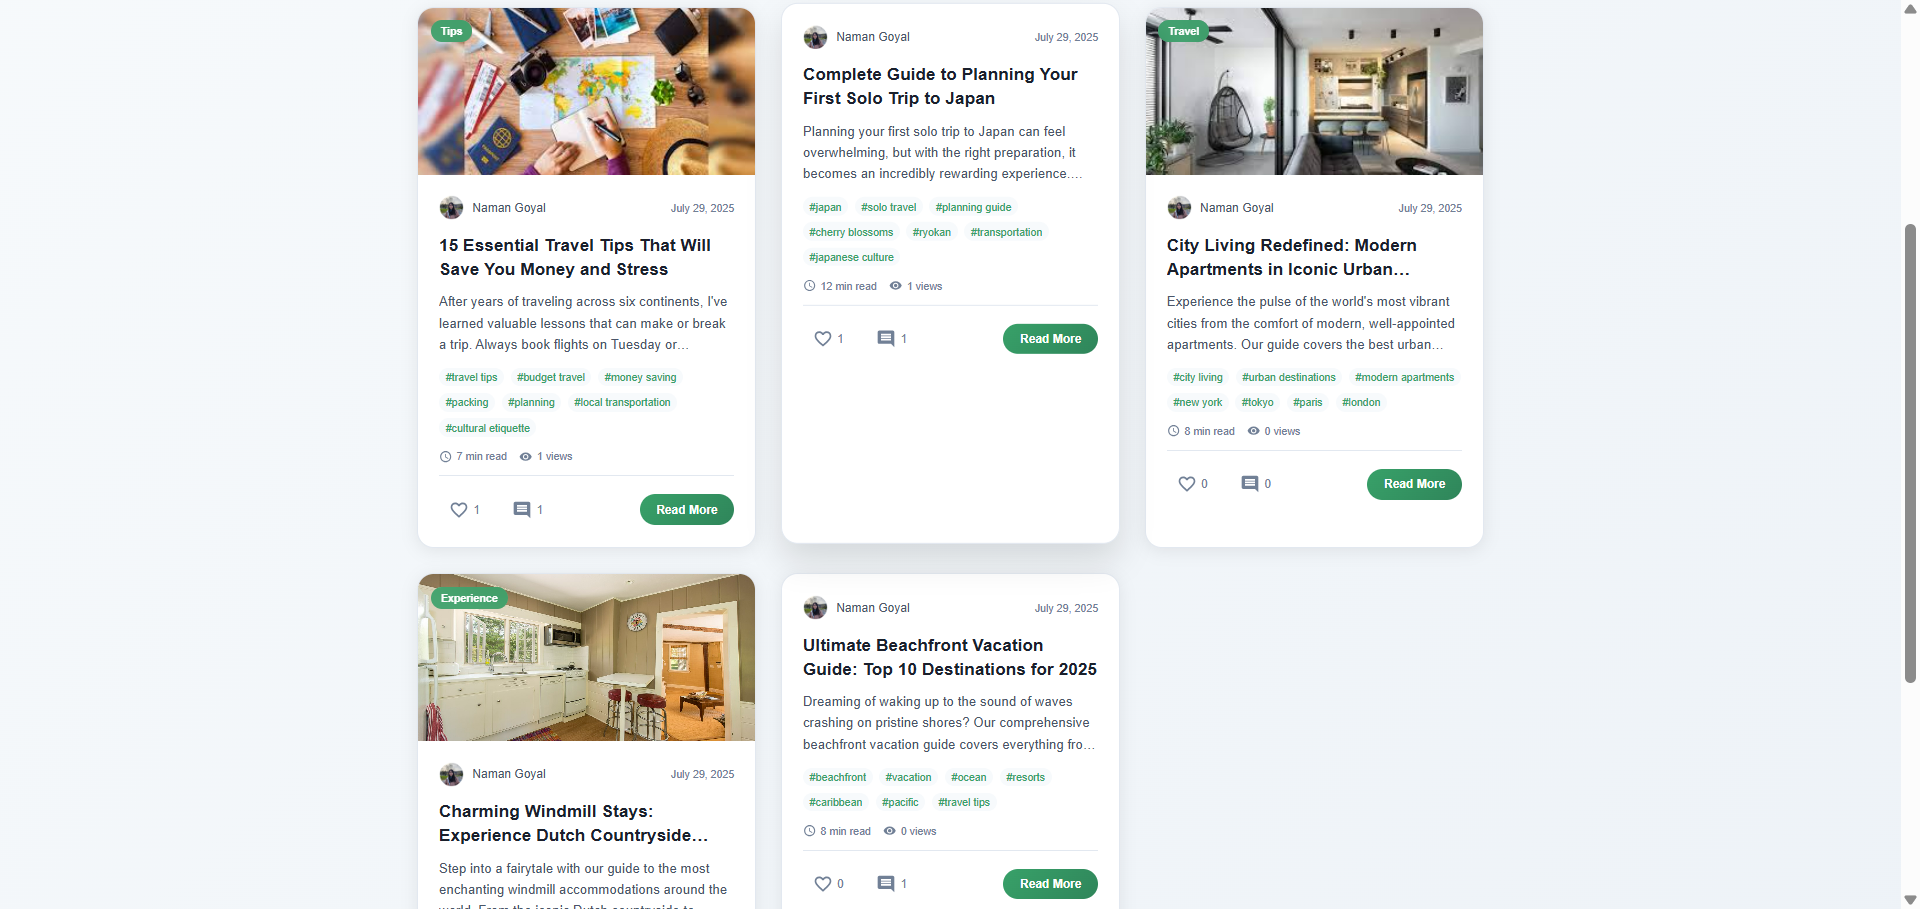 Tips
Naman Goyal
July 29, 2025
15 Essential Travel Tips That Will
Save You Money and Stress
After years of traveling across six continents, I've
learned valuable lessons that can make or break
a trip. Always book flights on Tuesday or...
#travel tips #budget travel #money saving
#packing #planning #local transportation
#cultural etiquette
7 min read 1 views
1 1 Read More
Naman Goyal
July 29, 2025
Complete Guide to Planning Your
First Solo Trip to Japan
Planning your first solo trip to Japan can feel
overwhelming, but with the right preparation, it
becomes an incredibly rewarding experience....
#japan #solo travel #planning guide
#cherry blossoms #ryokan #transportation
#japanese culture
12 min read 1 views
1 1 Read More
Travel
Naman Goyal
July 29, 2025
City Living Redefined: Modern
Apartments in Iconic Urban...
Experience the pulse of the world's most vibrant
cities from the comfort of modern, well-appointed
apartments. Our guide covers the best urban...
#city living #urban destinations #modern apartments
#new york #tokyo #paris #london
8 min read 0 views
0 0 Read More
Experience
Naman Goyal
July 29, 2025
Charming Windmill Stays:
Experience Dutch Countryside...
Step into a fairytale with our guide to the most
enchanting windmill accommodations around the
world. From the iconic Dutch countryside to
Naman Goyal
July 29, 2025
Ultimate Beachfront Vacation
Guide: Top 10 Destinations for 2025
Dreaming of waking up to the sound of waves
crashing on pristine shores? Our comprehensive
beachfront vacation guide covers everything fro...
#beachfront #vacation #ocean #resorts
#caribbean #pacific #travel tips
8 min read 0 views
0 1 Read More